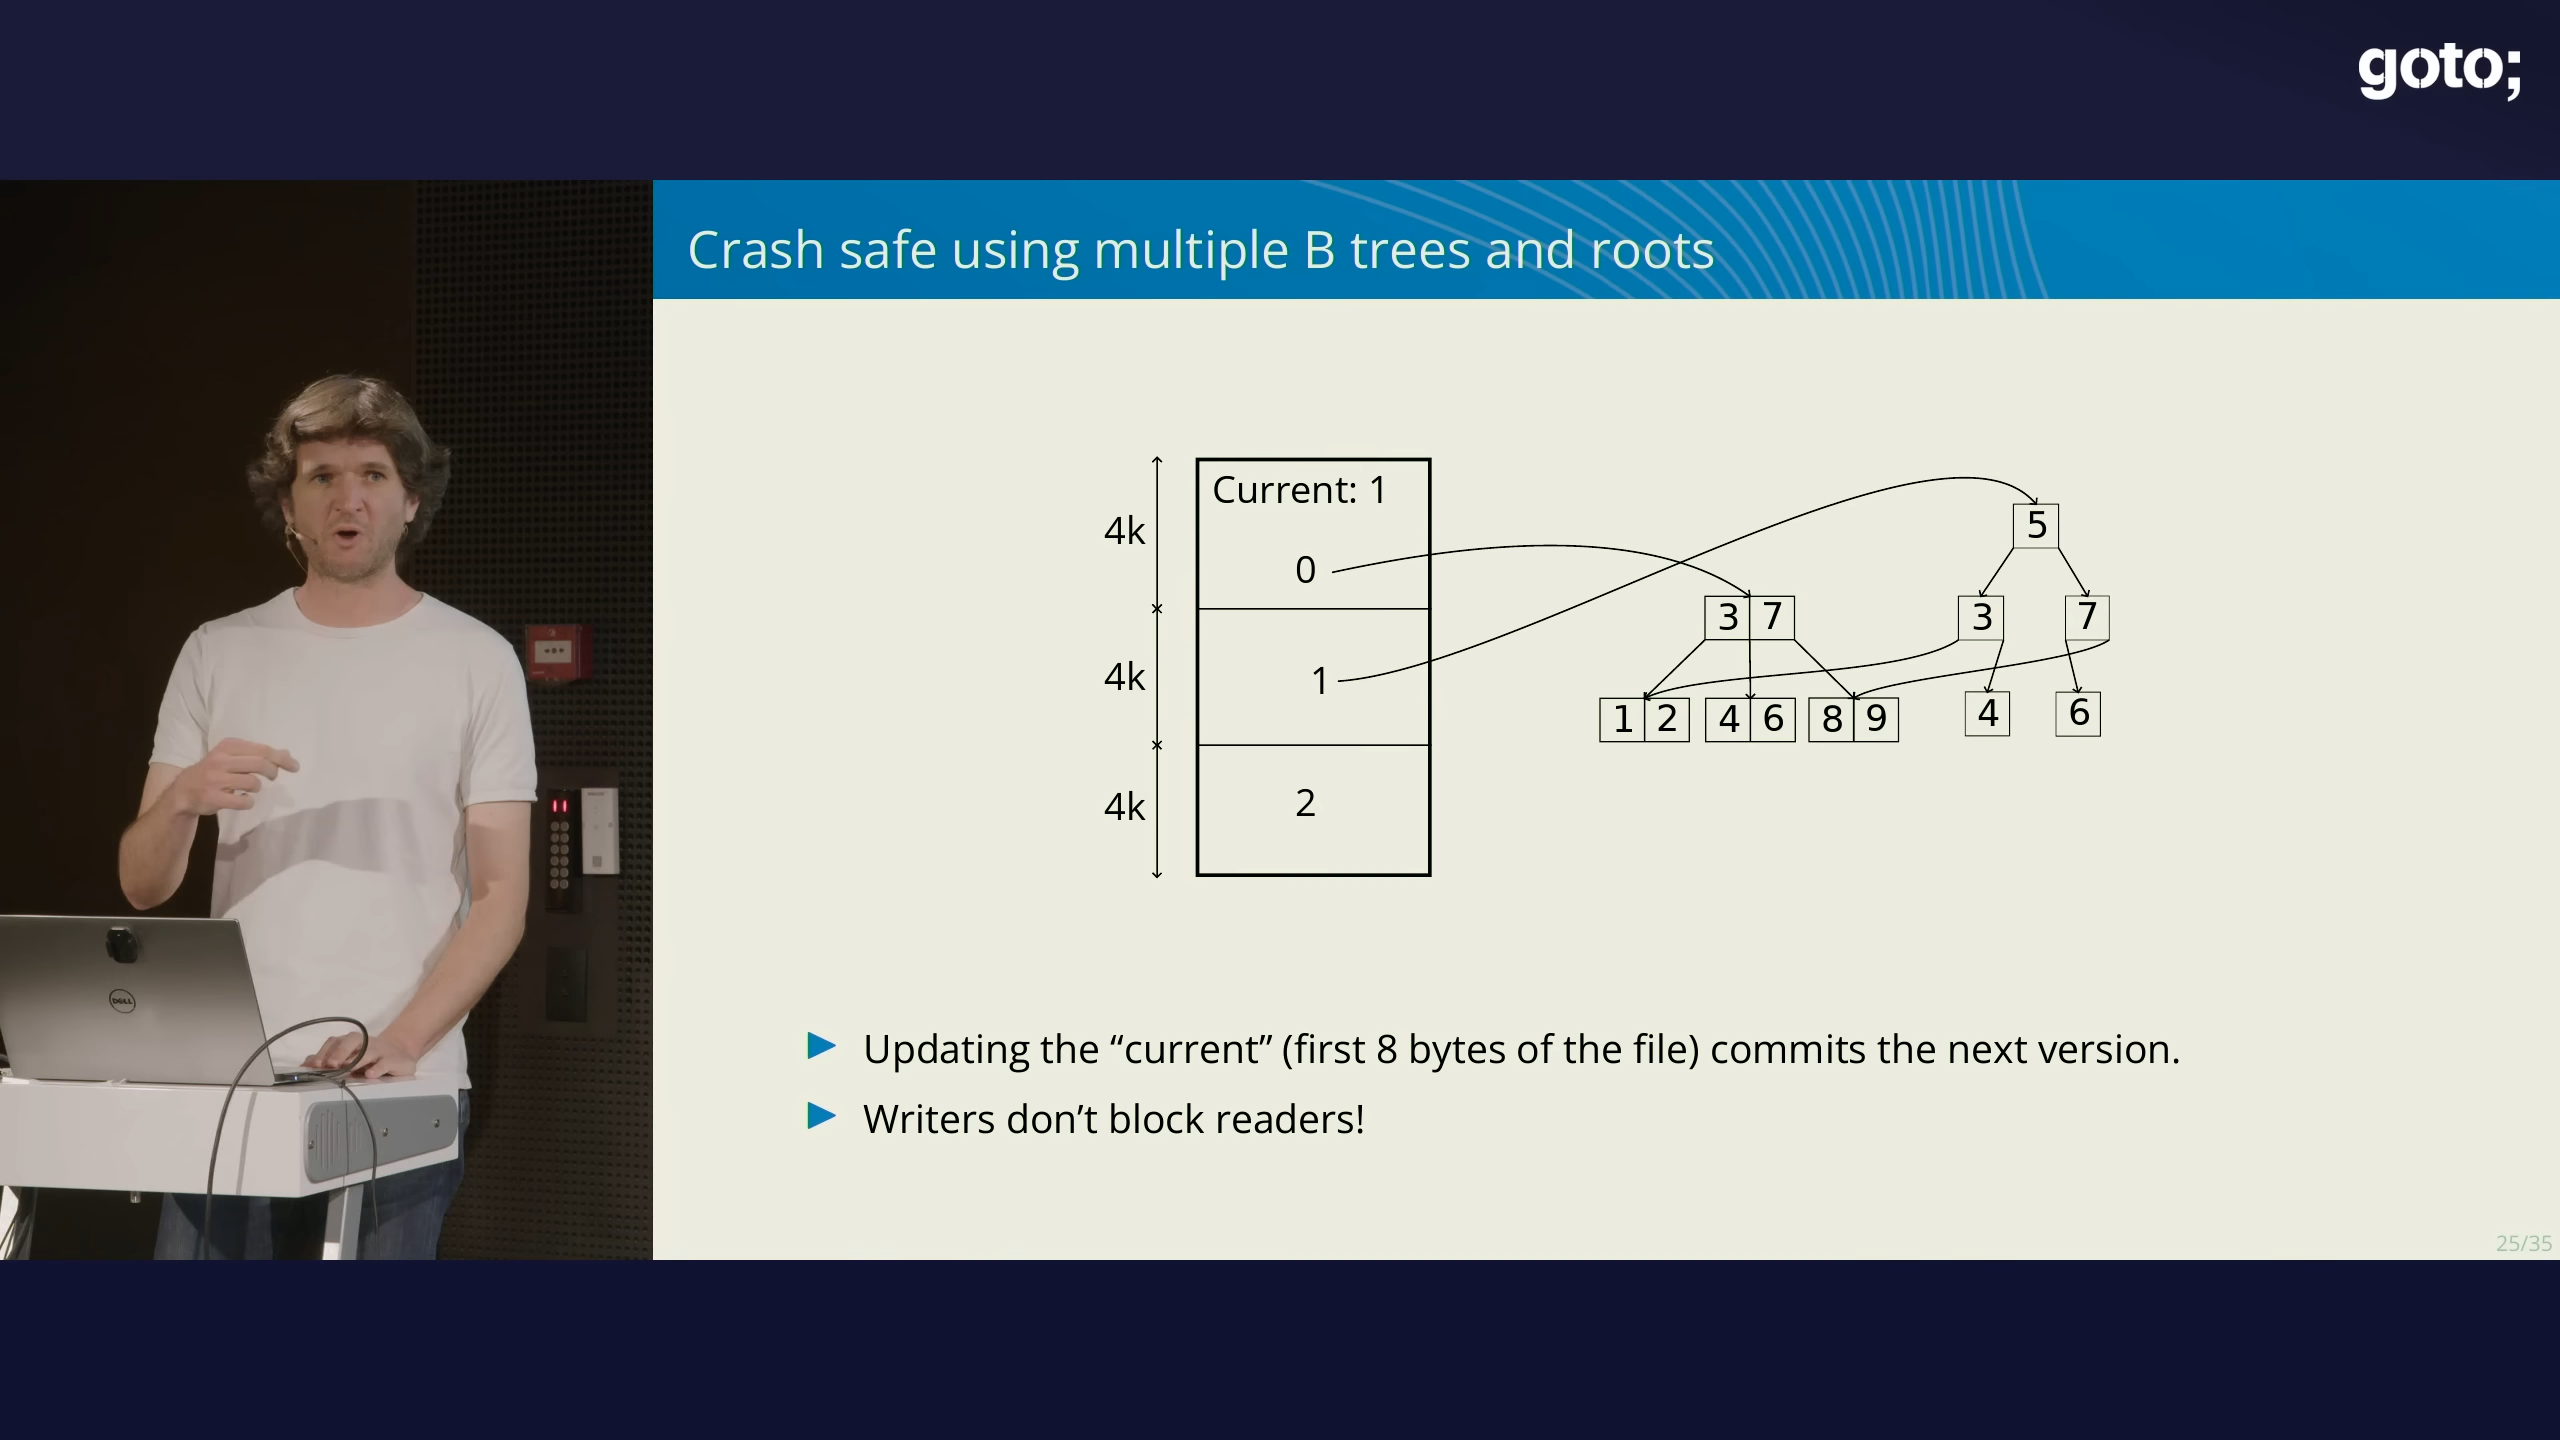 goto;
Crash safe using multiple B trees and roots
Current: 1
4k
0
4k
1
4k
2
5
3 7
3
7
1 2
4 6
8 9
4
6
▶ Updating the “current” (first 8 bytes of the file) commits the next version.
▶ Writers don’t block readers!
25/35
DELL